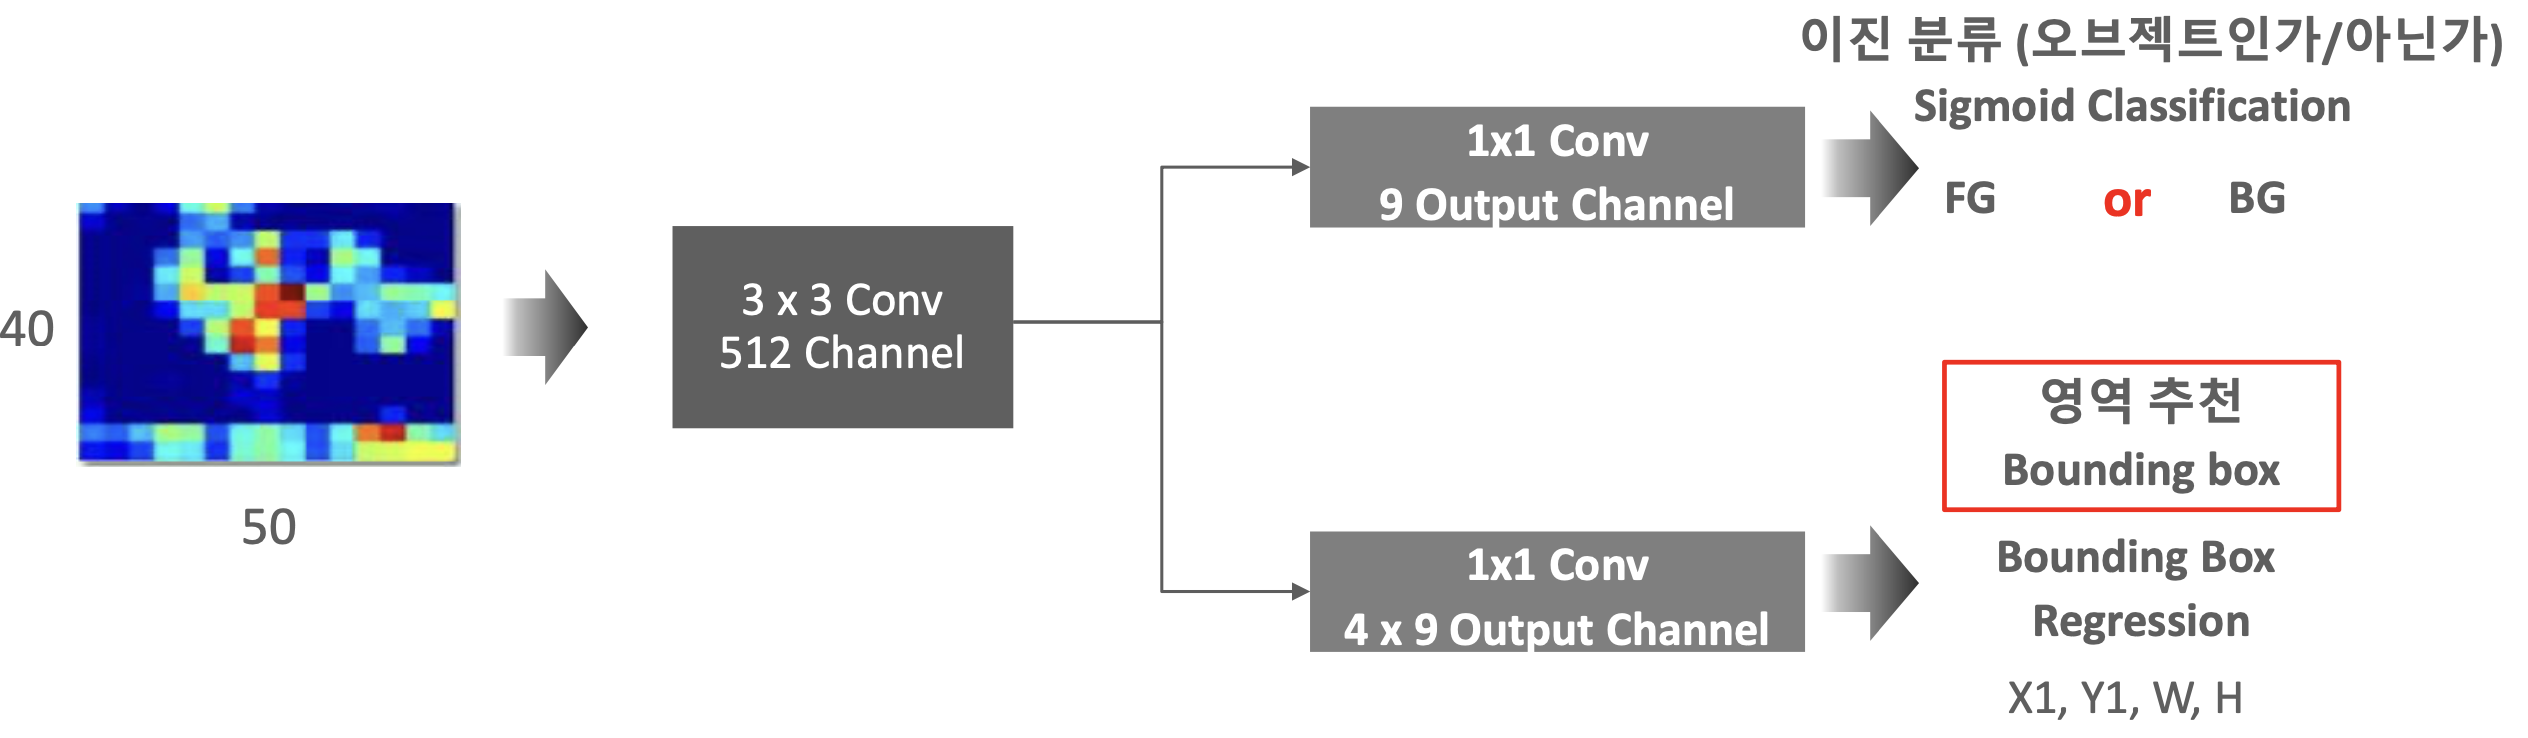 40
50
3 x 3 Conv
512 Channel
1x1 Conv
9 Output Channel
이진 분류 (오브젝트인가/아닌가)
Sigmoid Classification
FG or BG
1x1 Conv
4 x 9 Output Channel
영역 추천
Bounding box
Bounding Box
Regression
X1, Y1, W, H